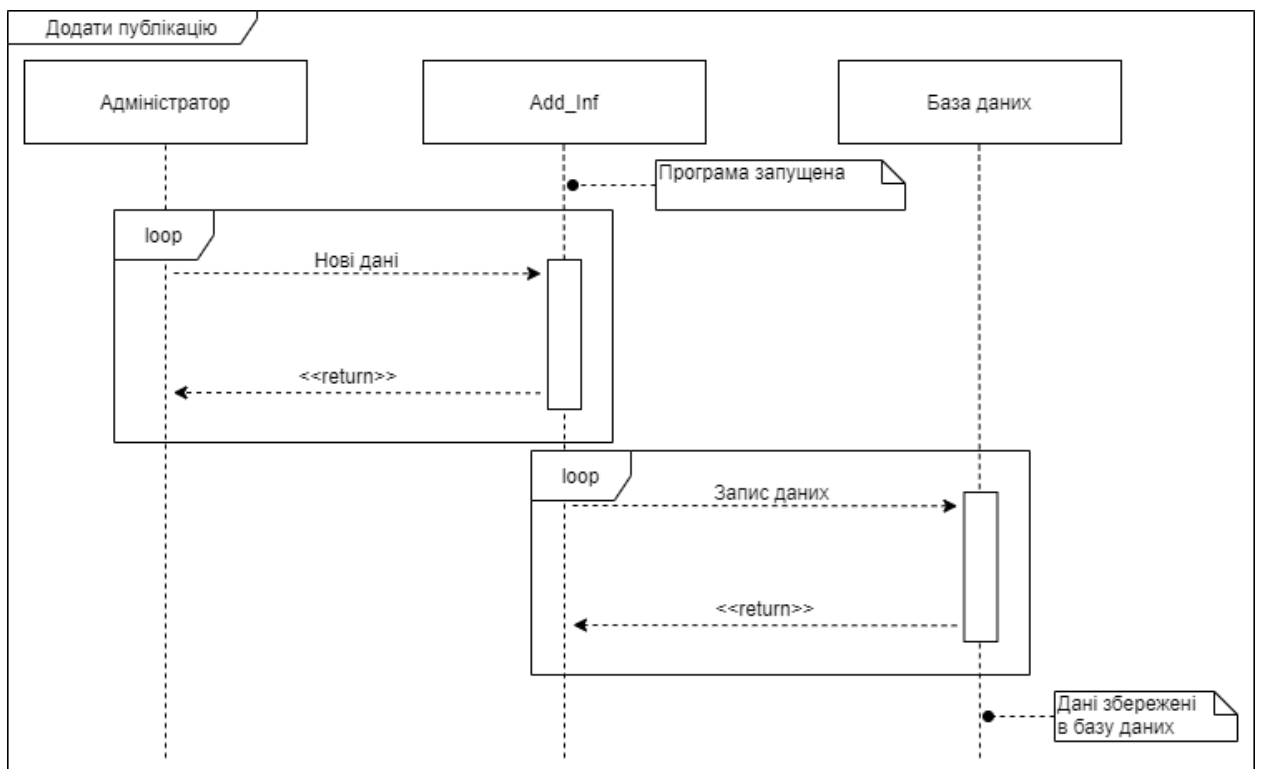 Додати публікацію
Адміністратор
Add_Inf
База даних
Програма запущена
loop
Нові дані
<<return>>
loop
Запис даних
<<return>>
Дані збережені
в базу даних